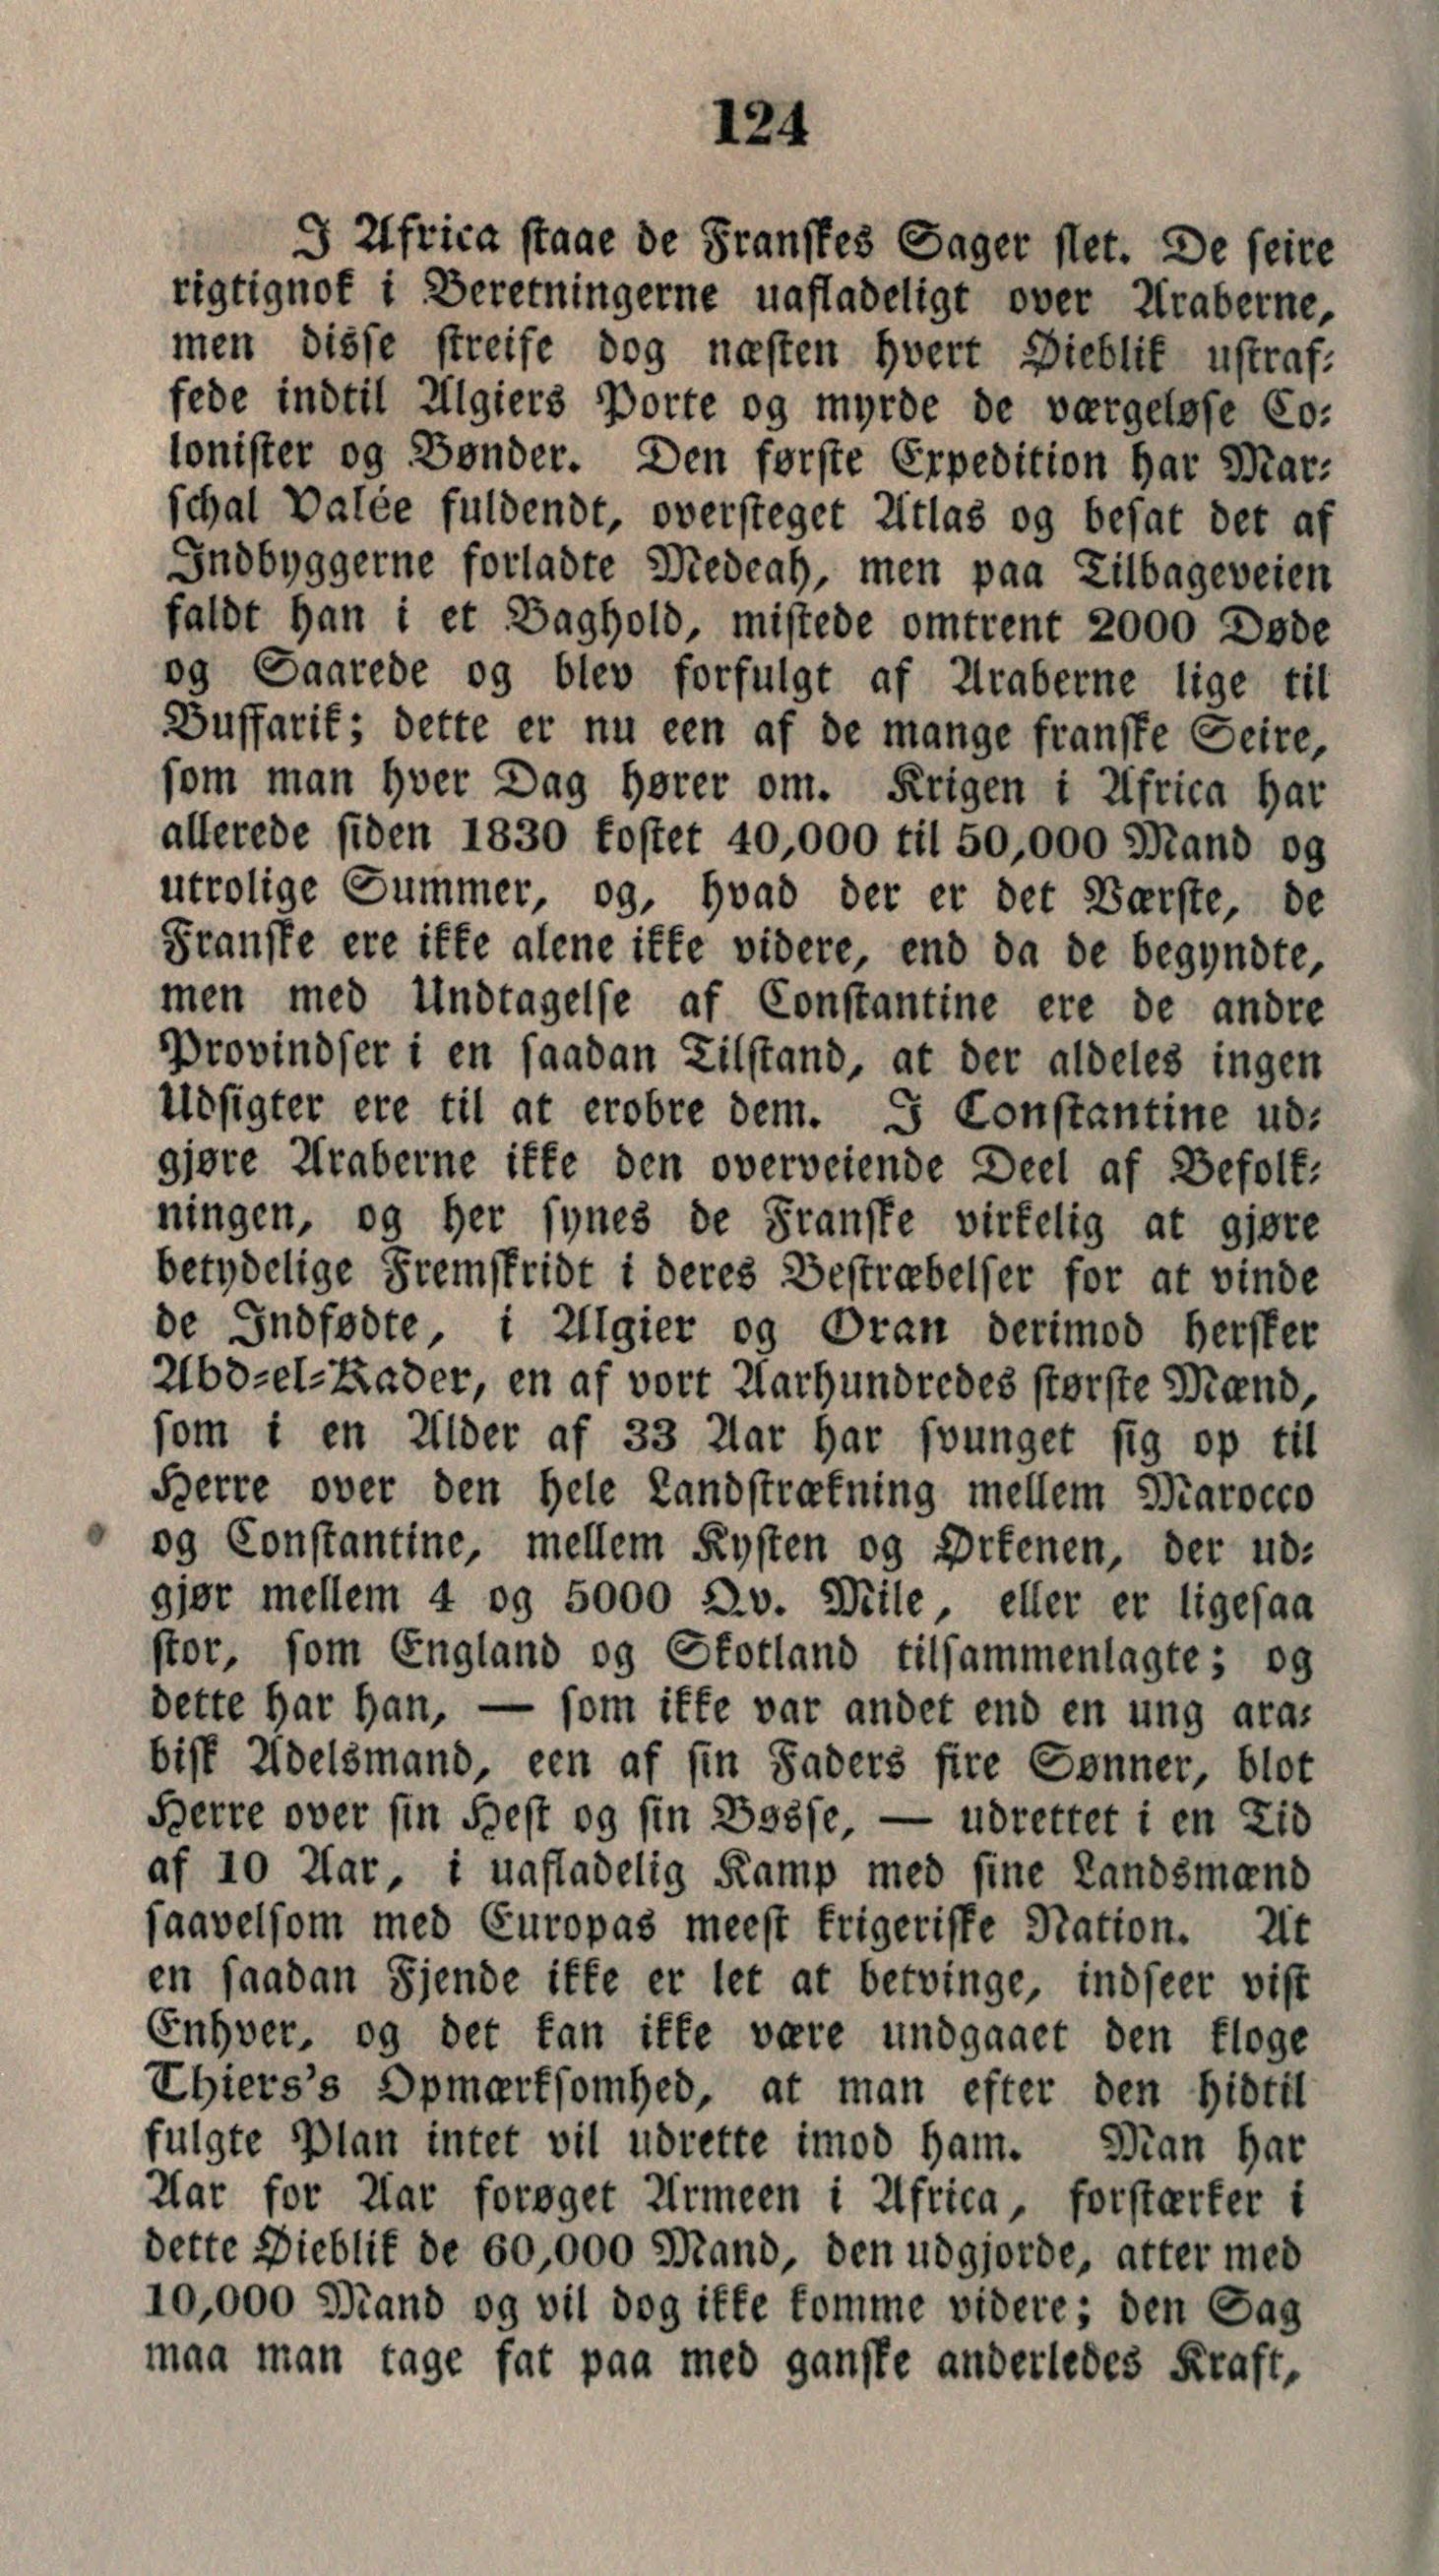 124
I Africa staae de Franskes Sager slet. De seire
rigtignok i Beretningerne uafladeligt over Araberne,
men disse streife dog næsten hvert Øieblik ustraf-
fede indtil Algiers Porte og myrde de værgeløse Co-
lonister og Bønder. Den første Expedition har Mar-
schal Valée fuldendt, oversteget Atlas og besat det af
Indbyggerne forladte Medeah, men paa Tilbageveien
faldt han i et Baghold, mistede omtrent 2000 Døde
og Saarede og blev forfulgt af Araberne lige til
Buffarik; dette er nu een af de mange franske Seire,
som man hver Dag hører om. Krigen i Africa har
allerede siden 1830 kostet 40,000 til 50,000 Mand og
utrolige Summer, og, hvad der er det Værste, de
Franske ere ikke alene ikke videre, end da de begyndte,
men med Undtagelse af Constantine ere de andre
Provindser i en saadan Tilstand, at der aldeles ingen
Udsigter ere til at erobre dem. I Constantine ud-
gjøre Araberne ikke den overveiende Deel af Befolk-
ningen, og her synes de Franske virkelig at gjøre
betydelige Fremskridt i deres Bestræbelser for at vinde
de Indfødte, i Algier og Oran derimod hersker
Abd-el-Kader, en af vort Aarhundredes største Mænd,
som i en Alder af 33 Aar har svunget sig op til
Herre over den hele Landstrækning mellem Marocco
og Constantine, mellem Kysten og Ørkenen, der ud-
gjør mellem 4 og 5000 Qv. Mile, eller er ligesaa
stor, som England og Skotland tilsammenlagte; og
dette har han, — som ikke var andet end en ung ara-
bisk Adelsmand, een af sin Faders fire Sønner, blot
Herre over sin Hest og sin Bøsse, — udrettet i en Tid
af 10 Aar, i uafladelig Kamp med sine Landsmænd
saavelsom med Europas meest krigeriske Nation. At
en saadan Fjende ikke er let at betvinge, indseer vist
Enhver, og det kan ikke være undgaaet den kloge
Thiers's Opmærksomhed, at man efter den hidtil
fulgte Plan intet vil udrette imod ham. Man har
Aar for Aar forøget Armeen i Africa, forstærker i
dette Øieblik de 60,000 Mand, den udgjorde, atter med
10,000 Mand og vil dog ikke komme videre; den Sag
maa man tage fat paa med ganske anderledes Kraft,